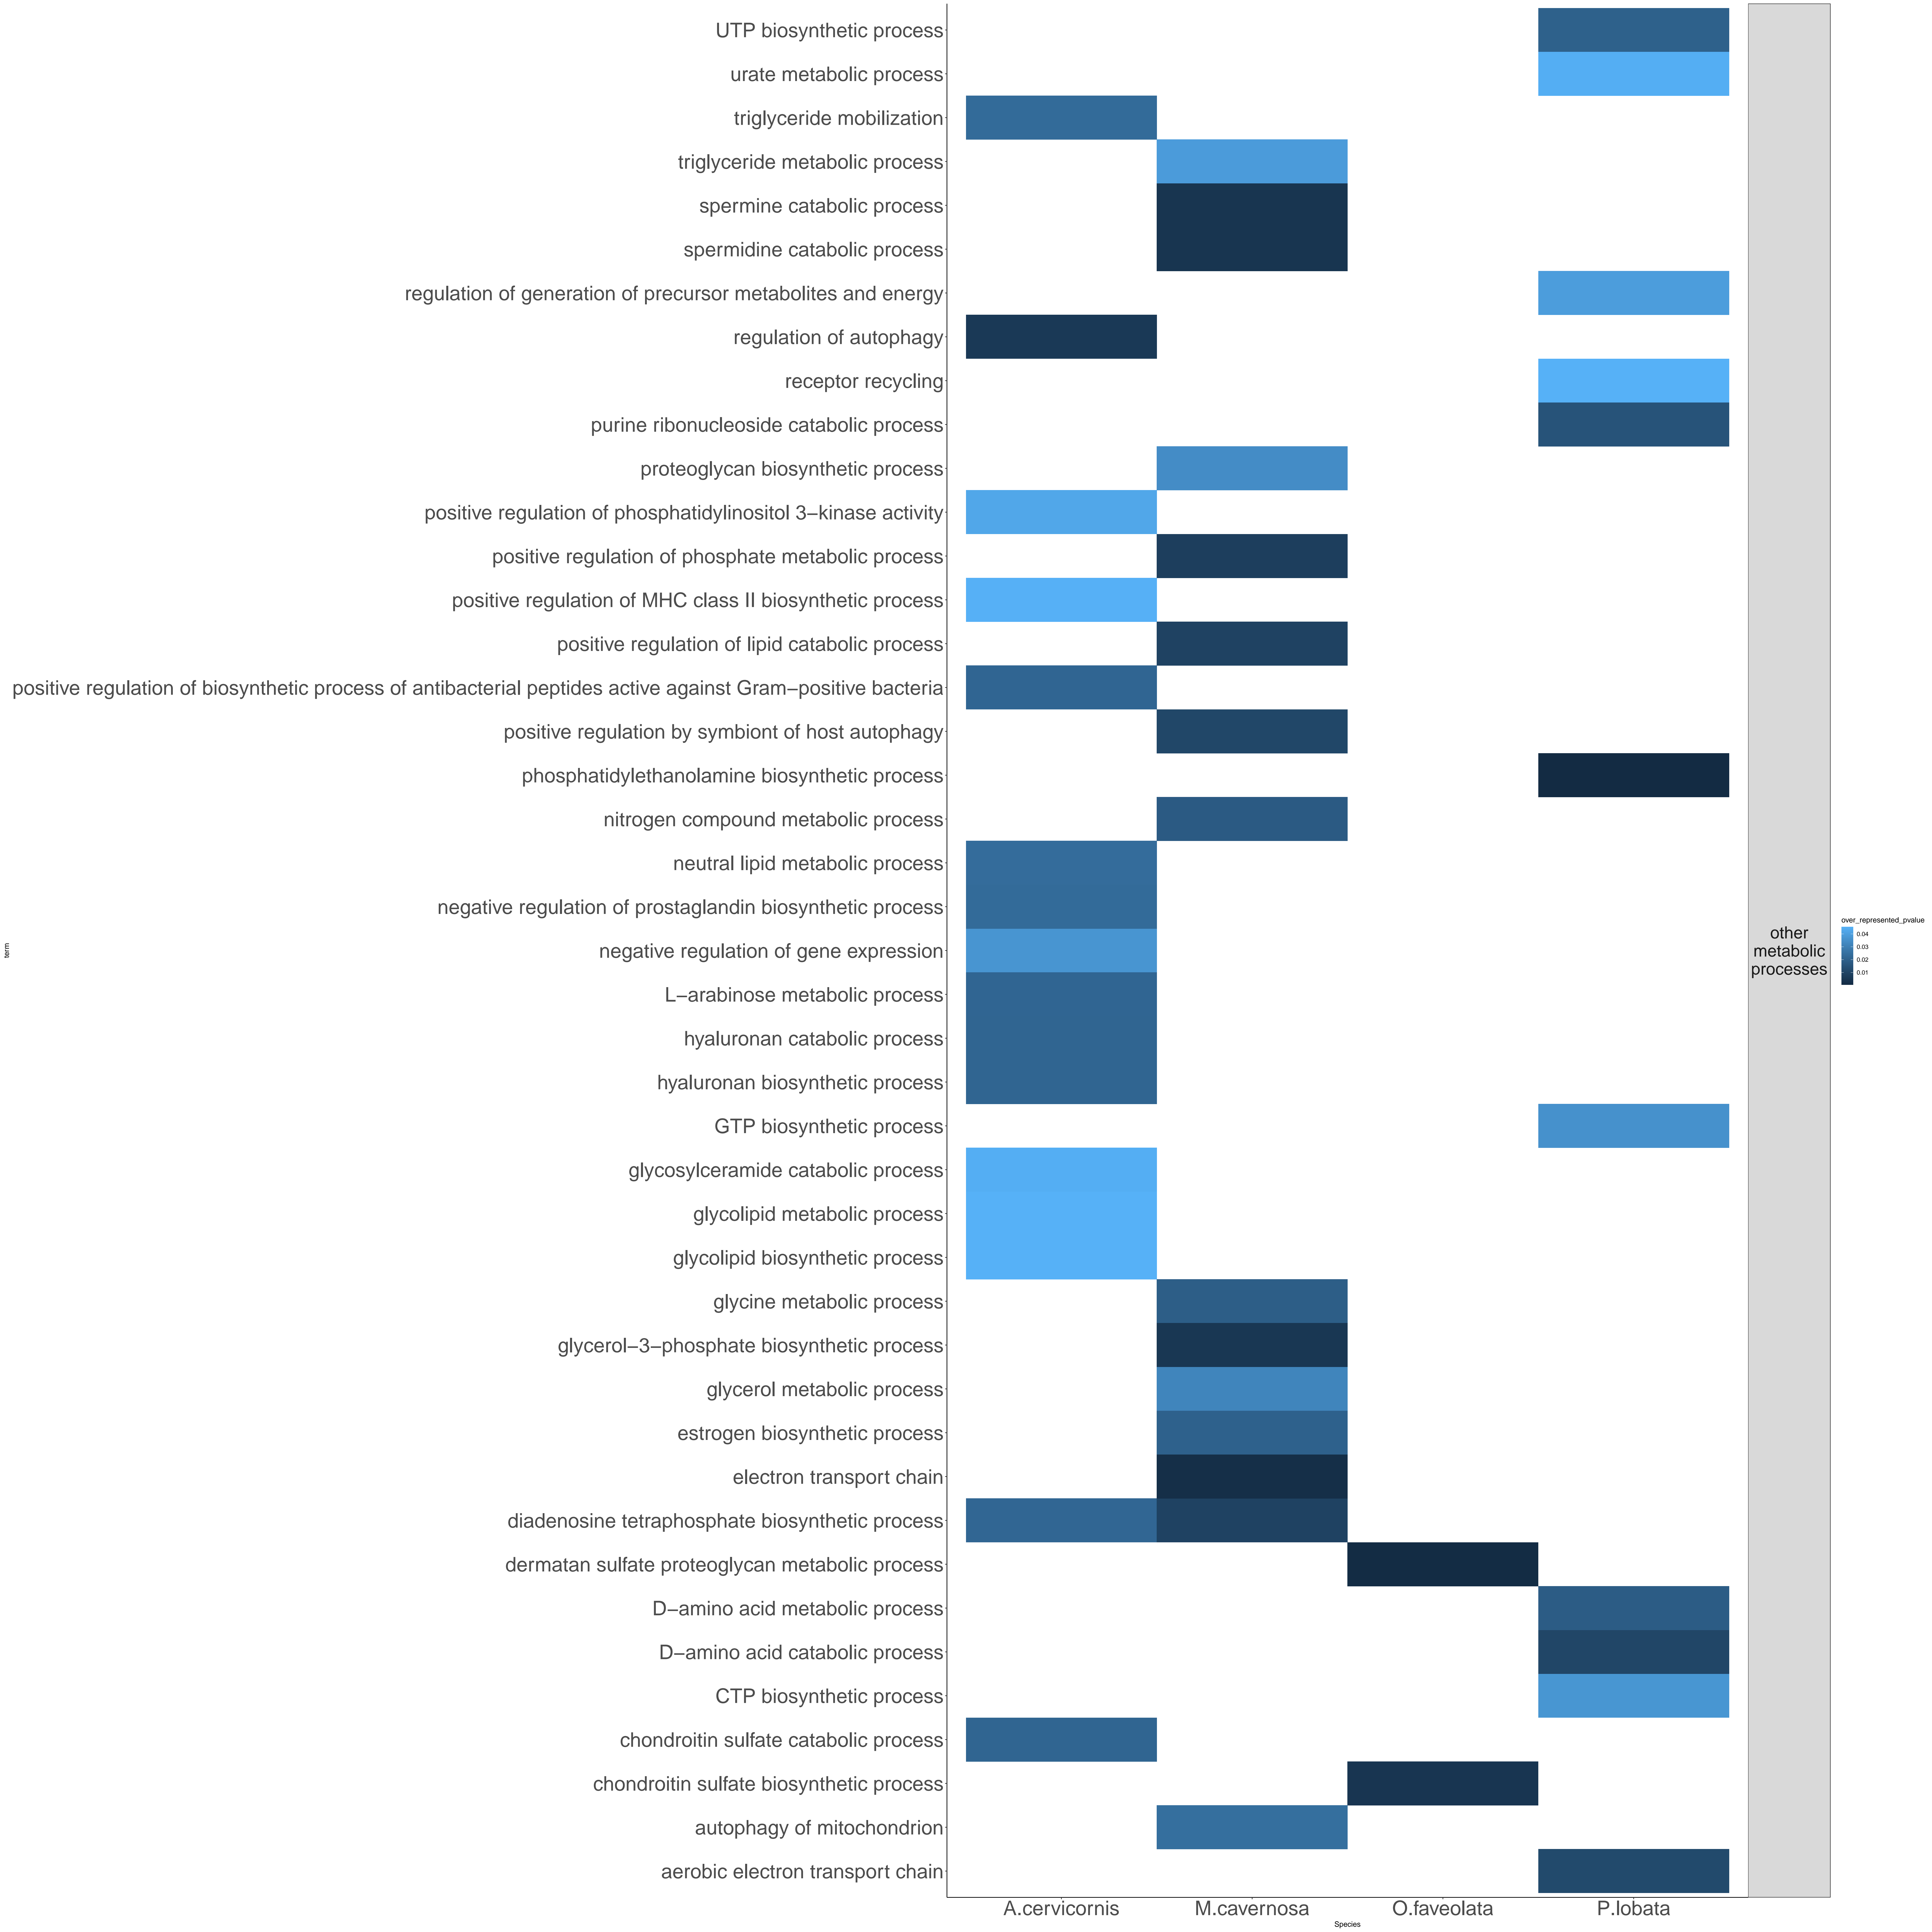 UTP biosynthetic process
urate metabolic process
triglyceride mobilization
triglyceride metabolic process
spermine catabolic process
spermidine catabolic process
regulation of generation of precursor metabolites and energy
regulation of autophagy
receptor recycling
purine ribonucleoside catabolic process
proteoglycan biosynthetic process
positive regulation of phosphatidylinositol 3−kinase activity
positive regulation of phosphate metabolic process
positive regulation of MHC class II biosynthetic process
positive regulation of lipid catabolic process
positive regulation of biosynthetic process of antibacterial peptides active against Gram−positive bacteria
positive regulation by symbiont of host autophagy
phosphatidylethanolamine biosynthetic process
nitrogen compound metabolic process
neutral lipid metabolic process
negative regulation of prostaglandin biosynthetic process
negative regulation of gene expression
L−arabinose metabolic process
hyaluronan catabolic process
hyaluronan biosynthetic process
GTP biosynthetic process
glycosylceramide catabolic process
glycolipid metabolic process
glycolipid biosynthetic process
glycine metabolic process
glycerol−3−phosphate biosynthetic process
glycerol metabolic process
estrogen biosynthetic process
electron transport chain
diadenosine tetraphosphate biosynthetic process
dermatan sulfate proteoglycan metabolic process
D−amino acid metabolic process
D−amino acid catabolic process
CTP biosynthetic process
chondroitin sulfate catabolic process
chondroitin sulfate biosynthetic process
autophagy of mitochondrion
aerobic electron transport chain
term
A.cervicornis
M.cavernosa
O.faveolata
P.lobata
Species
other
metabolic
processes
over_represented_pvalue
0.04
0.03
0.02
0.01